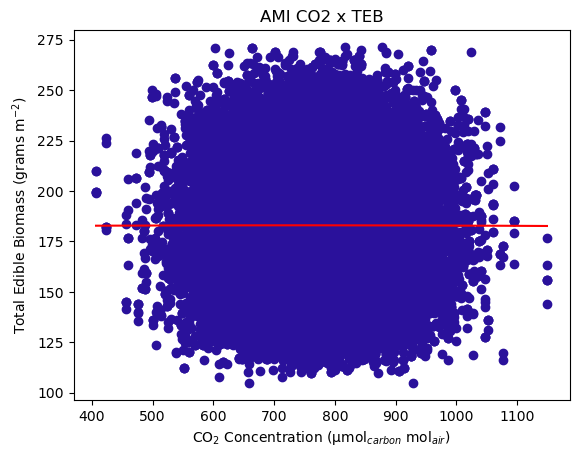 AMI CO2 x TEB
275
250
225
200
175
150
125
100
Total Edible Biomass (grams m⁻²)
400 500 600 700 800 900 1000 1100
CO₂ Concentration (μmol_carbon mol_air)